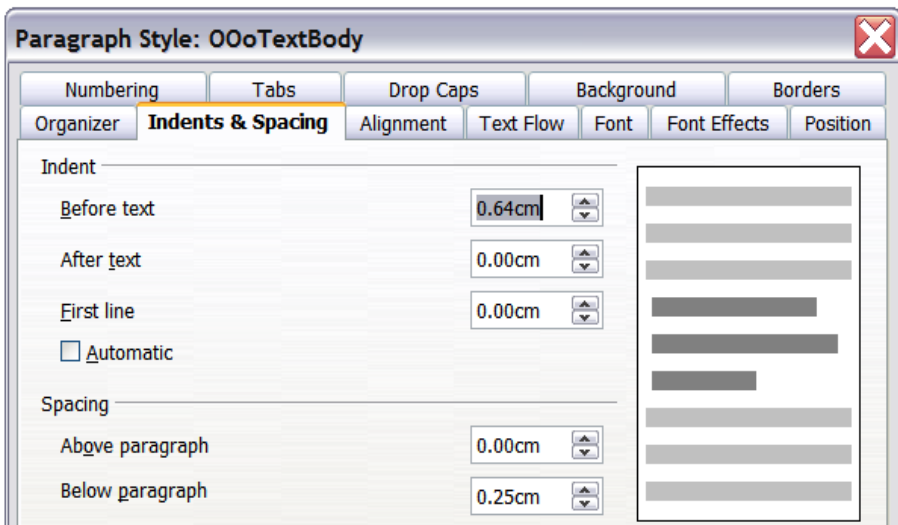 Paragraph Style: OOoTextBody
Numbering Tabs Drop Caps Background Borders
Organizer Indents & Spacing Alignment Text Flow Font Font Effects Position
Indent
Before text 0.64cm
After text 0.00cm
First line 0.00cm
Automatic
Spacing
Above paragraph 0.00cm
Below paragraph 0.25cm